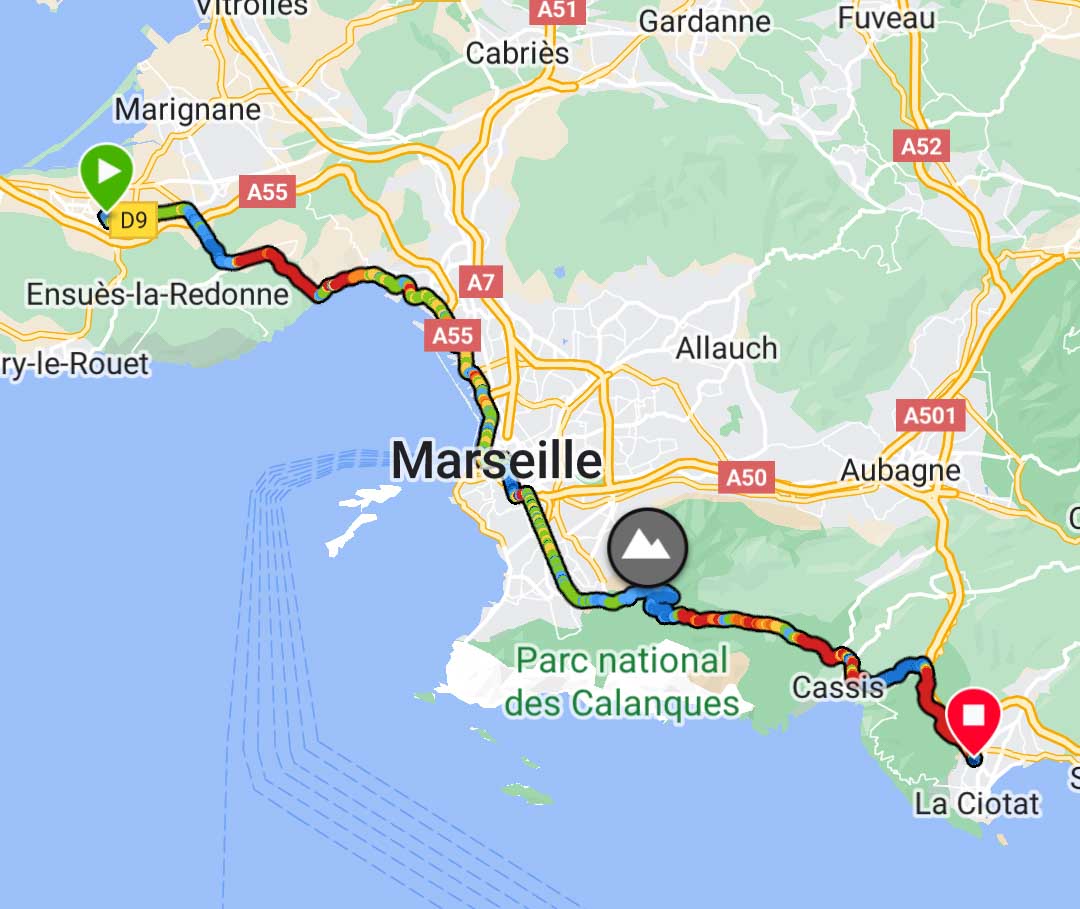 Vitrolles
A51
Gardanne
Fuveau
Cabriès
Marignane
A52
A55
D9
A7
Ensuès-la-Redonne
A55
Allauch
ry-le-Rouet
A501
Marseille
A50
Aubagne
C
Parc national
des Calanques
Cassis
S
La Ciotat